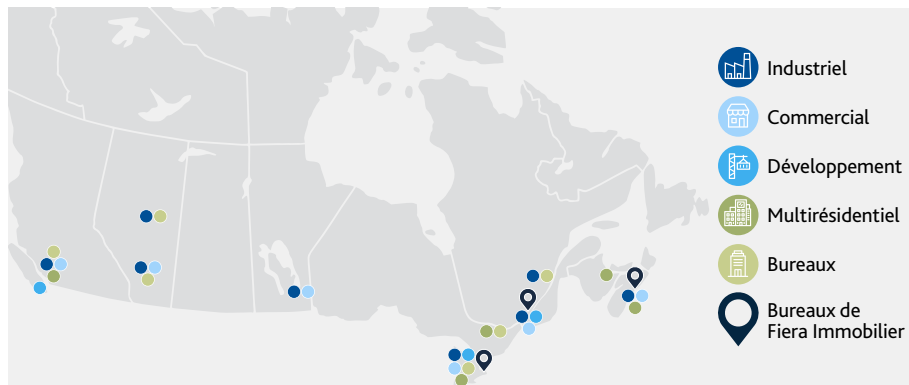 Industriel
Commercial
Développement
Multirésidentiel
Bureaux
Bureaux de
Fiera Immobilier